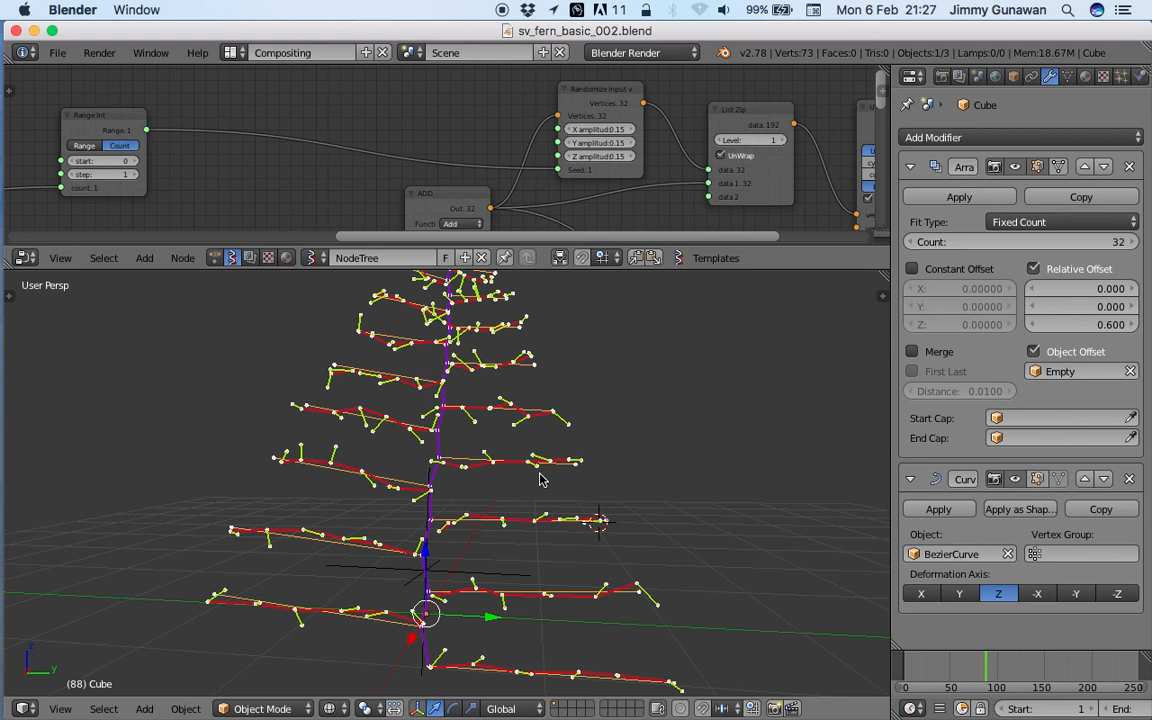 Window
11
99%
Mon 6 Feb 21:27
Jimmy Gunawan
sv_fern_basic_002.blend
File
Render
Window
Help
Compositing
Scene
Blender Render
v2.78 | Verts:73 | Faces:0 | Tris:0 | Objects:1/3 | Lamps:0/0 | Mem:18.67M | Cube
Range Int
Range. 1
Range
Count
start: 0
step: 1
count. 1
Randomize input v
Vertices. 32
Vertices. 32
X amplitud:0.15
Y amplitud:0.15
Z amplitud:0.15
Seed. 1
ADD
Out. 32
Functi
Add
List Zip
data. 192
Level: 1
UnWrap
data. 32
data 1. 32
data 2
View
Select
Add
Node
NodeTree
F
Templates
User Persp
(88) Cube
View
Select
Add
Object
Object Mode
Global
Cube
Add Modifier
Arra
Apply
Copy
Fit Type:
Fixed Count
Count: 32
Constant Offset
Relative Offset
X: 0.00000
0.000
Y: 0.00000
0.000
Z: 0.00000
0.600
Merge
Object Offset
First Last
Empty
Distance: 0.0100
Start Cap:
End Cap:
Curv
Apply
Apply as Shap...
Copy
Object:
Vertex Group:
BezierCurve
Deformation Axis:
X
Y
Z
-X
-Y
-Z
0
50
100
150
200
250
Start: 1
End: